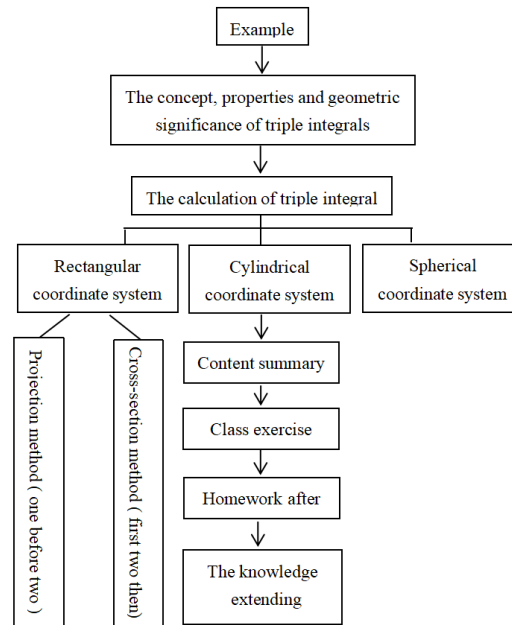 Example
The concept, properties and geometric
significance of triple integrals
The calculation of triple integral
Rectangular
coordinate system
Cylindrical
coordinate system
Spherical
coordinate system
Projection method ( one before two )
Cross-section method ( first two then)
Content summary
Class exercise
Homework after
The knowledge
extending